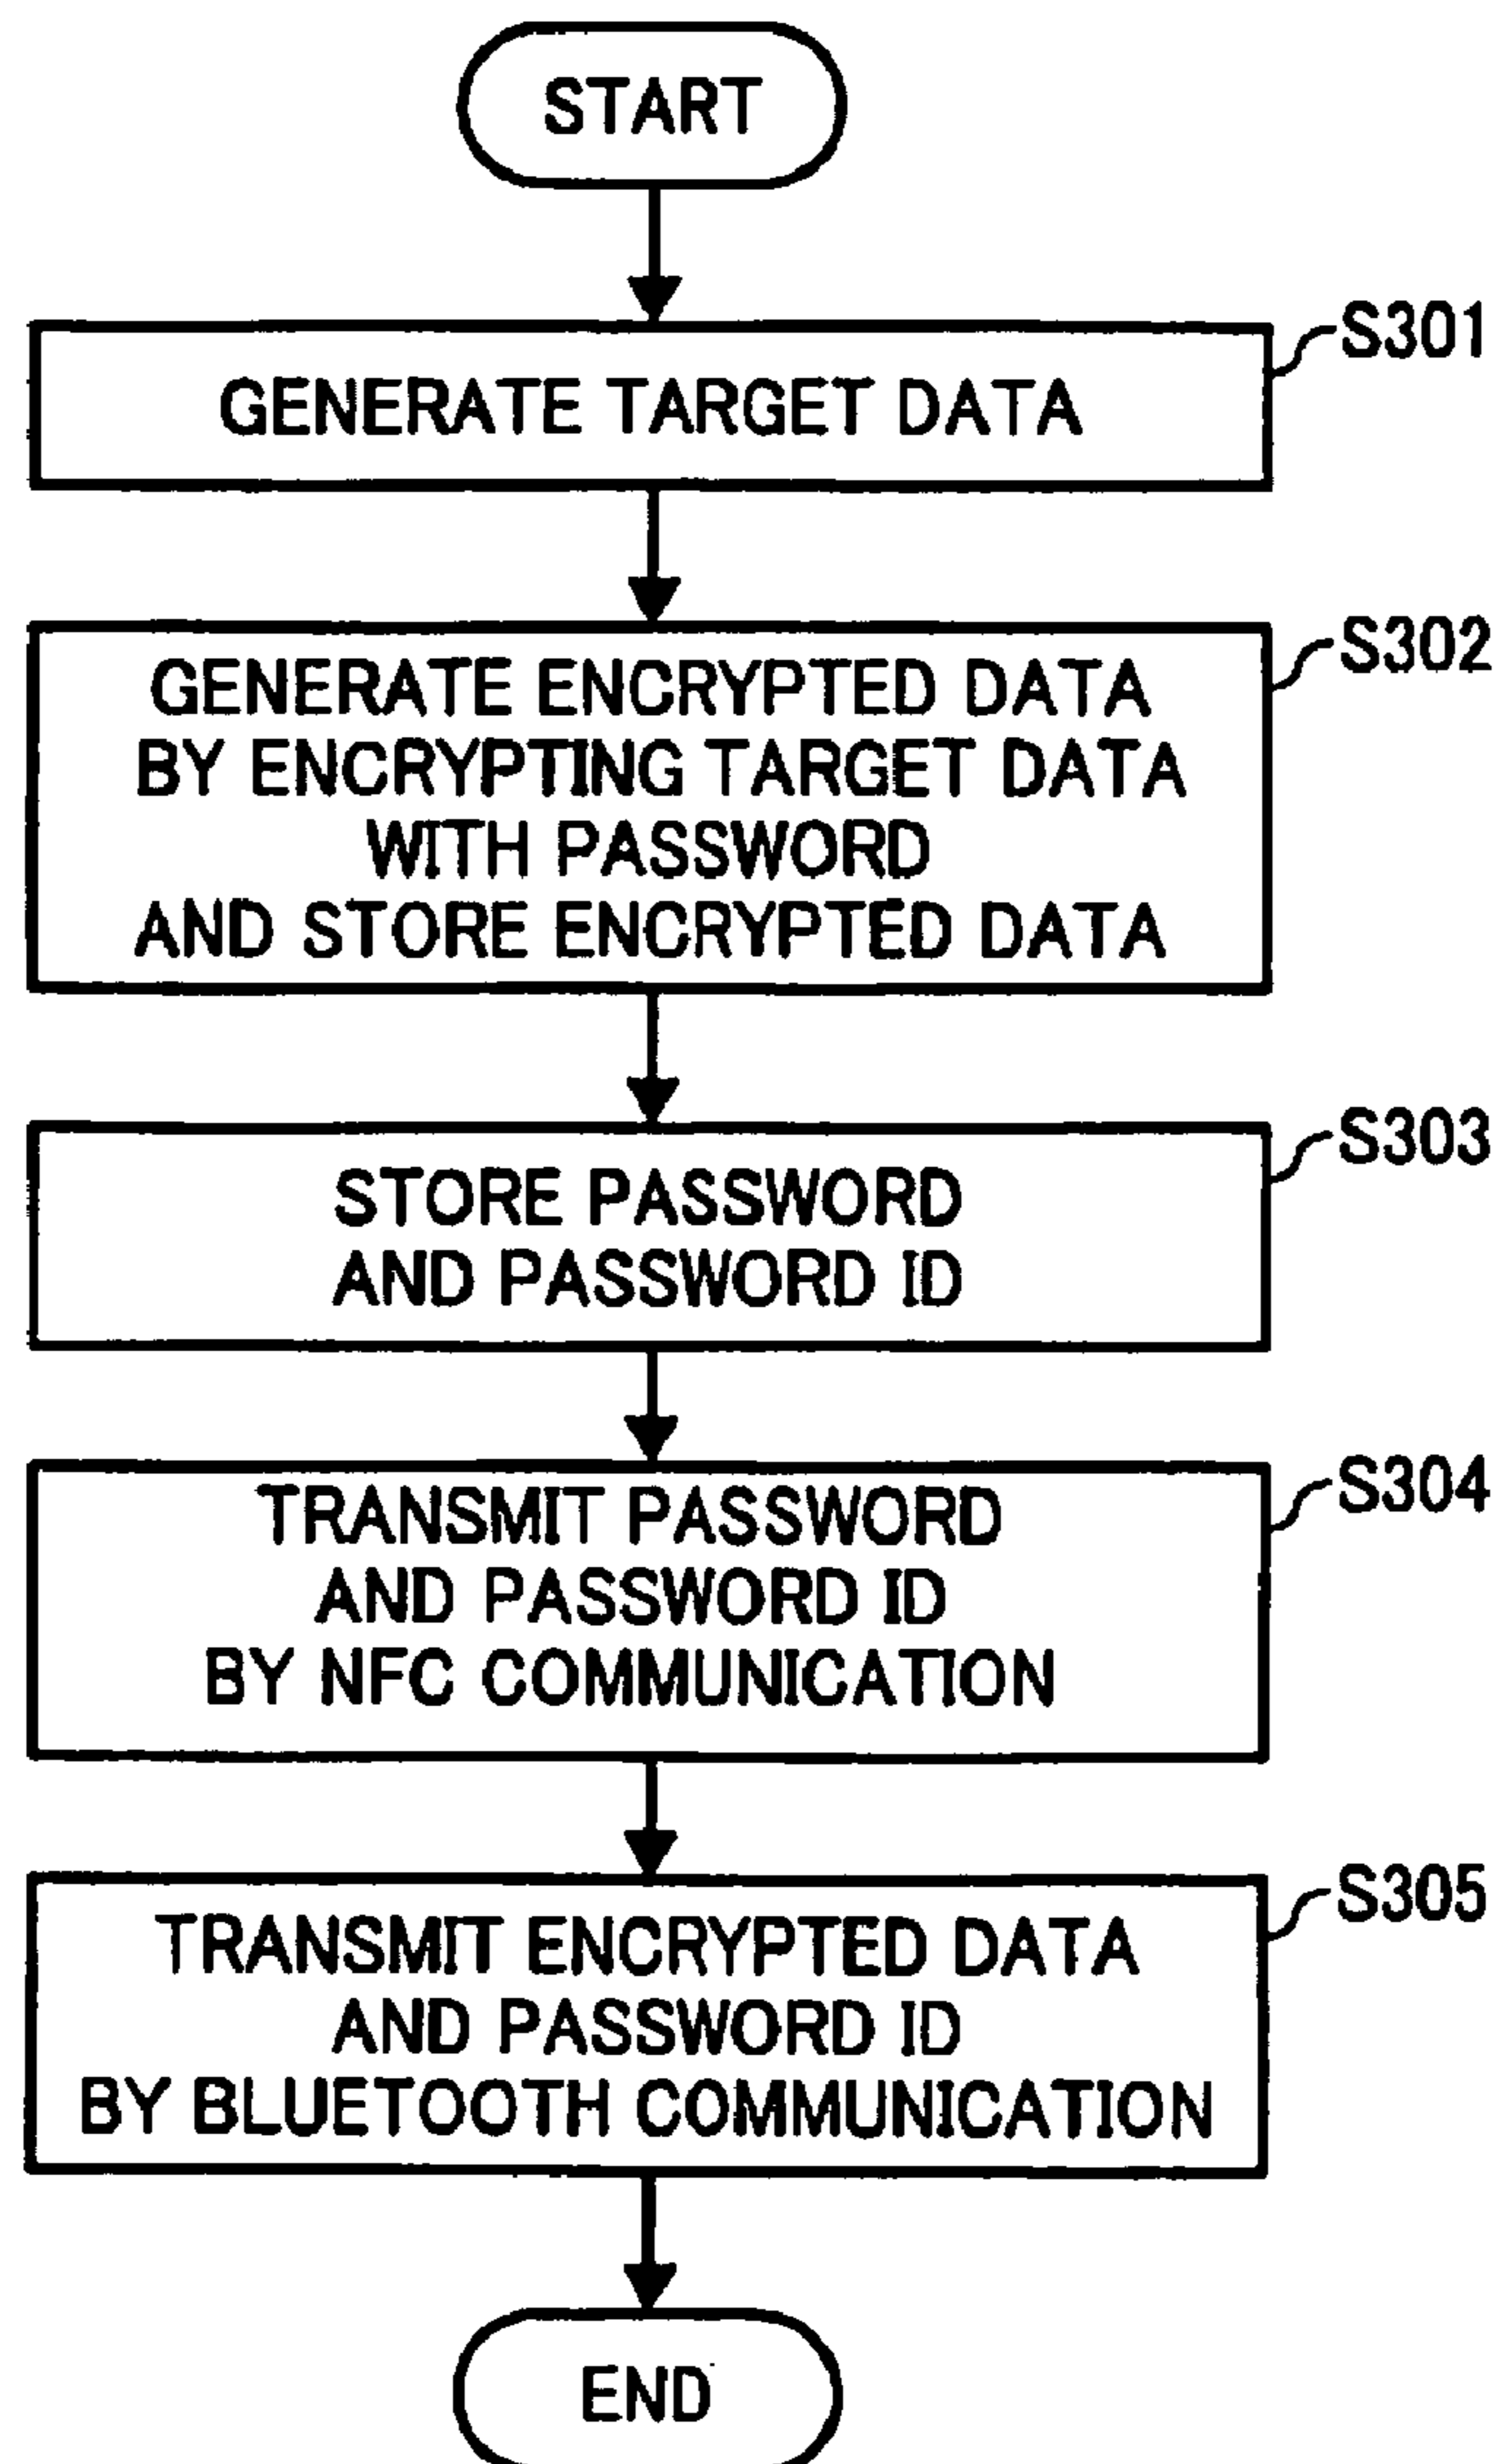 START
S301
GENERATE TARGET DATA
S302
GENERATE ENCRYPTED DATA
BY ENCRYPTING TARGET DATA
WITH PASSWORD
AND STORE ENCRYPTED DATA
S303
STORE PASSWORD
AND PASSWORD ID
S304
TRANSMIT PASSWORD
AND PASSWORD ID
BY NFC COMMUNICATION
S305
TRANSMIT ENCRYPTED DATA
AND PASSWORD ID
BY BLUETOOTH COMMUNICATION
END